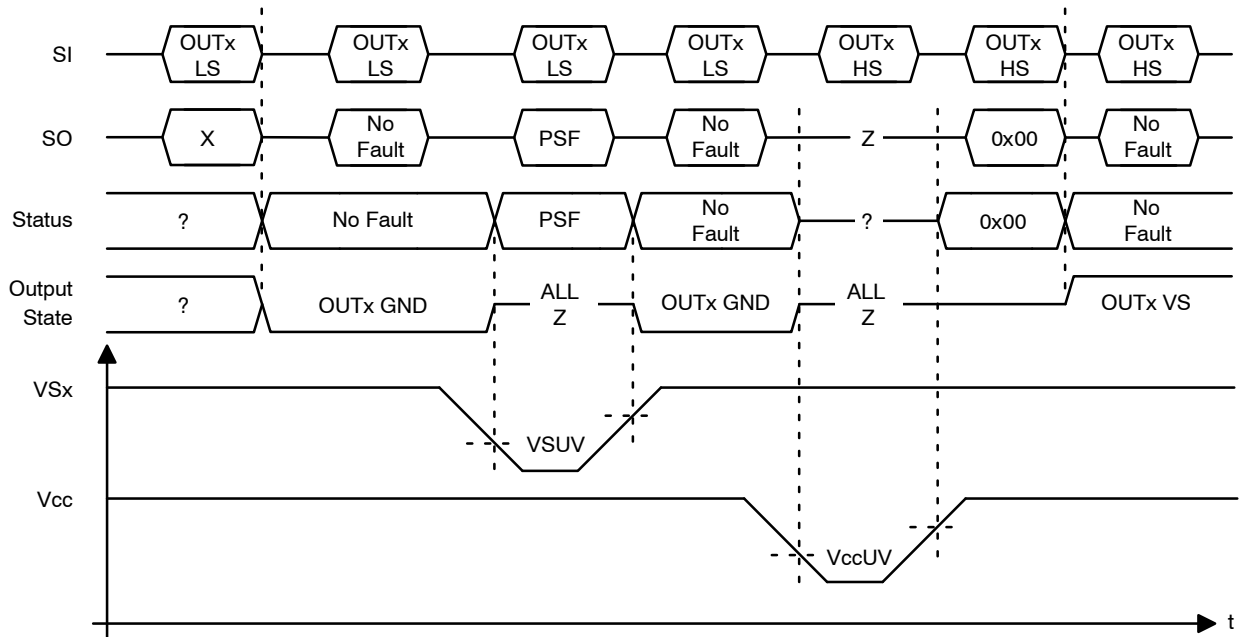 SI
OUTx
LS
OUTx
LS
OUTx
LS
OUTx
LS
OUTx
HS
OUTx
HS
OUTx
HS
SO
X
No
Fault
PSF
No
Fault
Z
0x00
No
Fault
Status
?
No Fault
PSF
No
Fault
?
0x00
No
Fault
Output
State
?
OUTx GND
ALL
Z
OUTx GND
ALL
Z
OUTx VS
VSx
VSUV
Vcc
VccUV
t